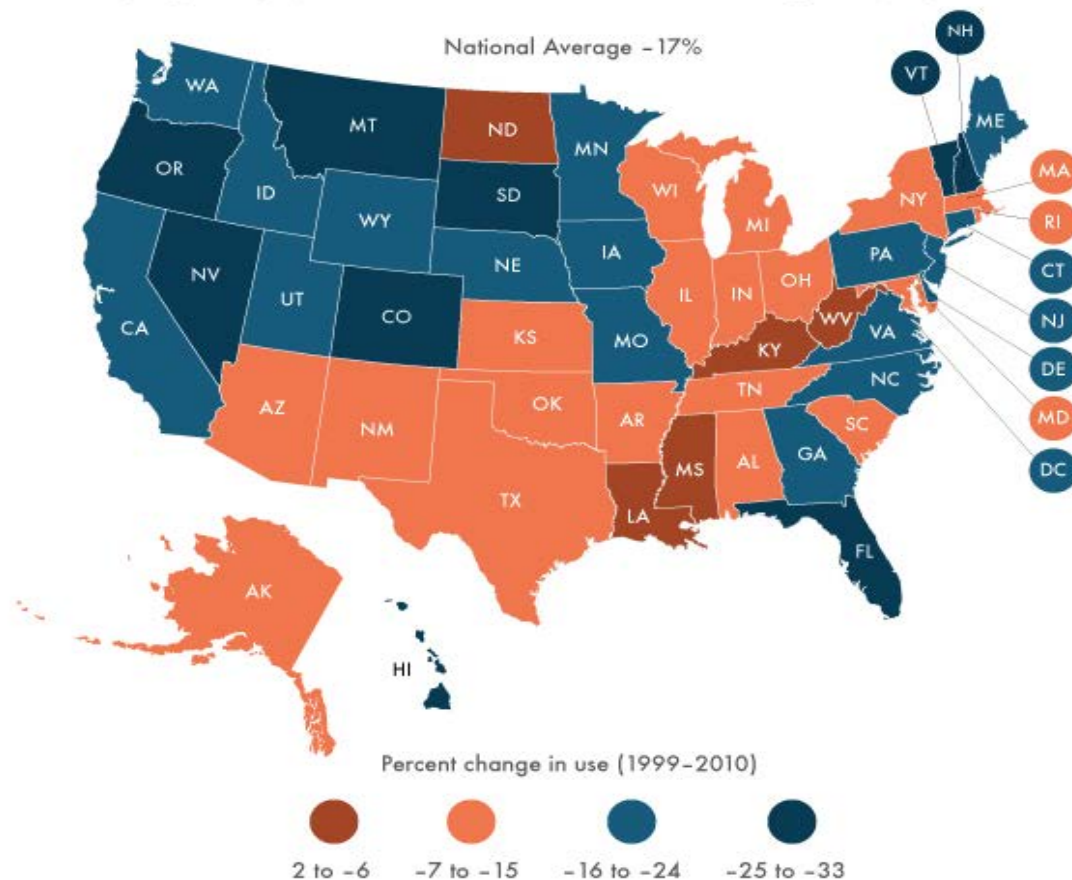 National Average –17%
NH
VT
WA
MT
ND
MN
ME
OR
ID
SD
WI
MI
NY
MA
WY
RI
IA
PA
NE
CT
NV
OH
UT
IL
IN
CO
NJ
CA
WV
VA
KS
MO
KY
DE
NC
TN
OK
AZ
NM
AR
SC
MD
MS
AL
GA
DC
TX
LA
FL
AK
HI
Percent change in use (1999–2010)
2 to –6
–7 to –15
–16 to –24
–25 to –33